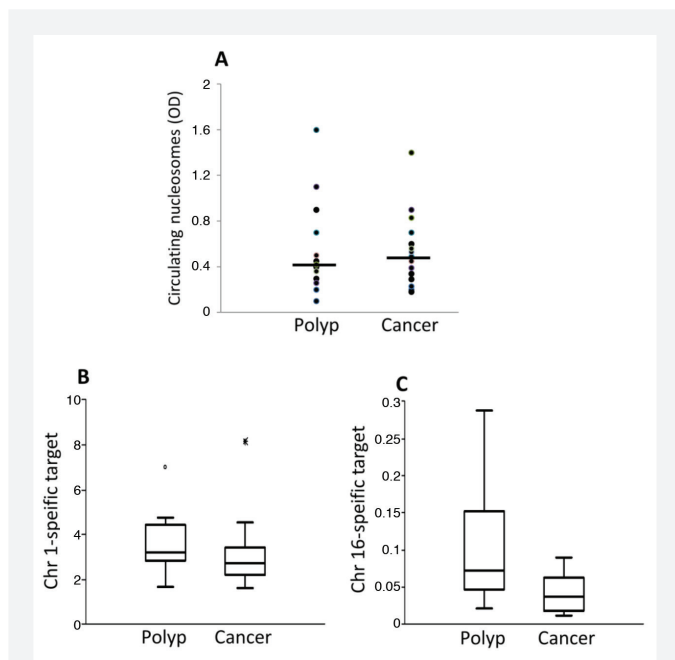 A
Circulating nucleosomes (OD)
2
1.6
1.2
0.8
0.4
0
Polyp Cancer
B
Chr 1-speific target
10
8
6
4
2
0
Polyp Cancer
C
Chr 16-speific target
0.3
0.25
0.2
0.15
0.1
0.05
0
Polyp Cancer